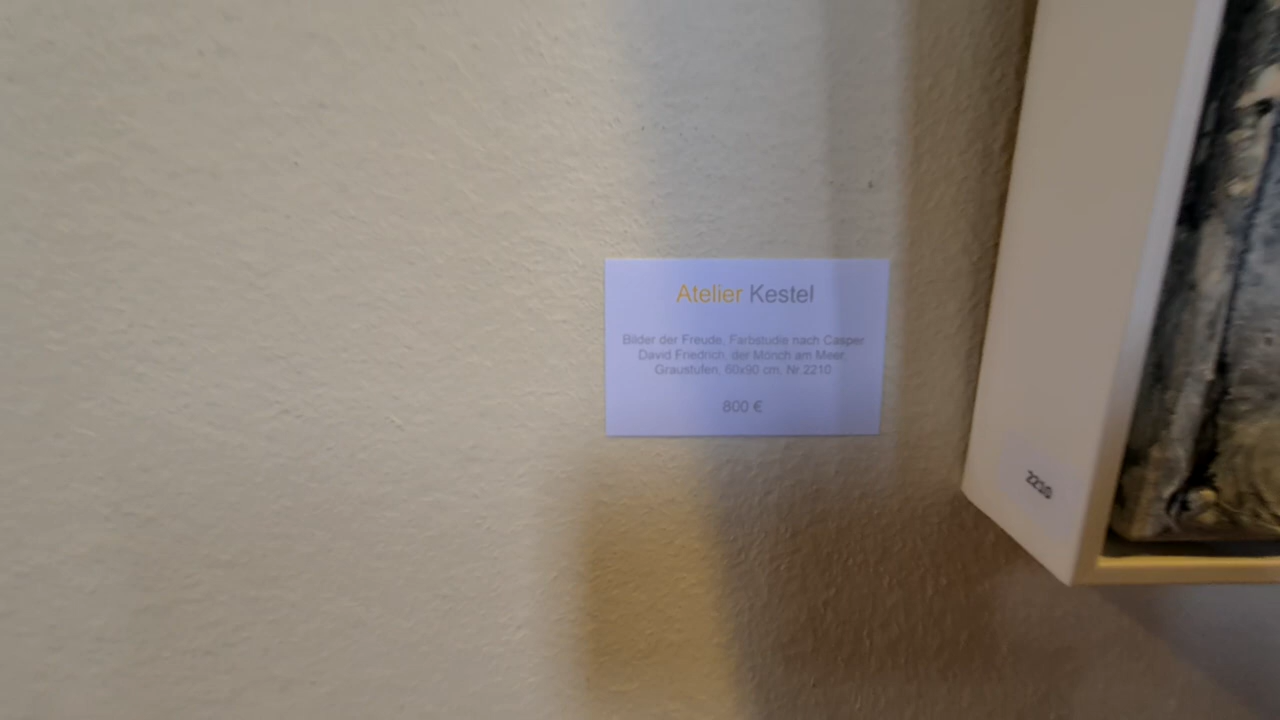 Atelier Kestel
Bilder der Freude, Farbstudie nach Casper
David Friedrich, der Mönch am Meer,
Graustufen, 60x90 cm, Nr.2210
800 €
2210